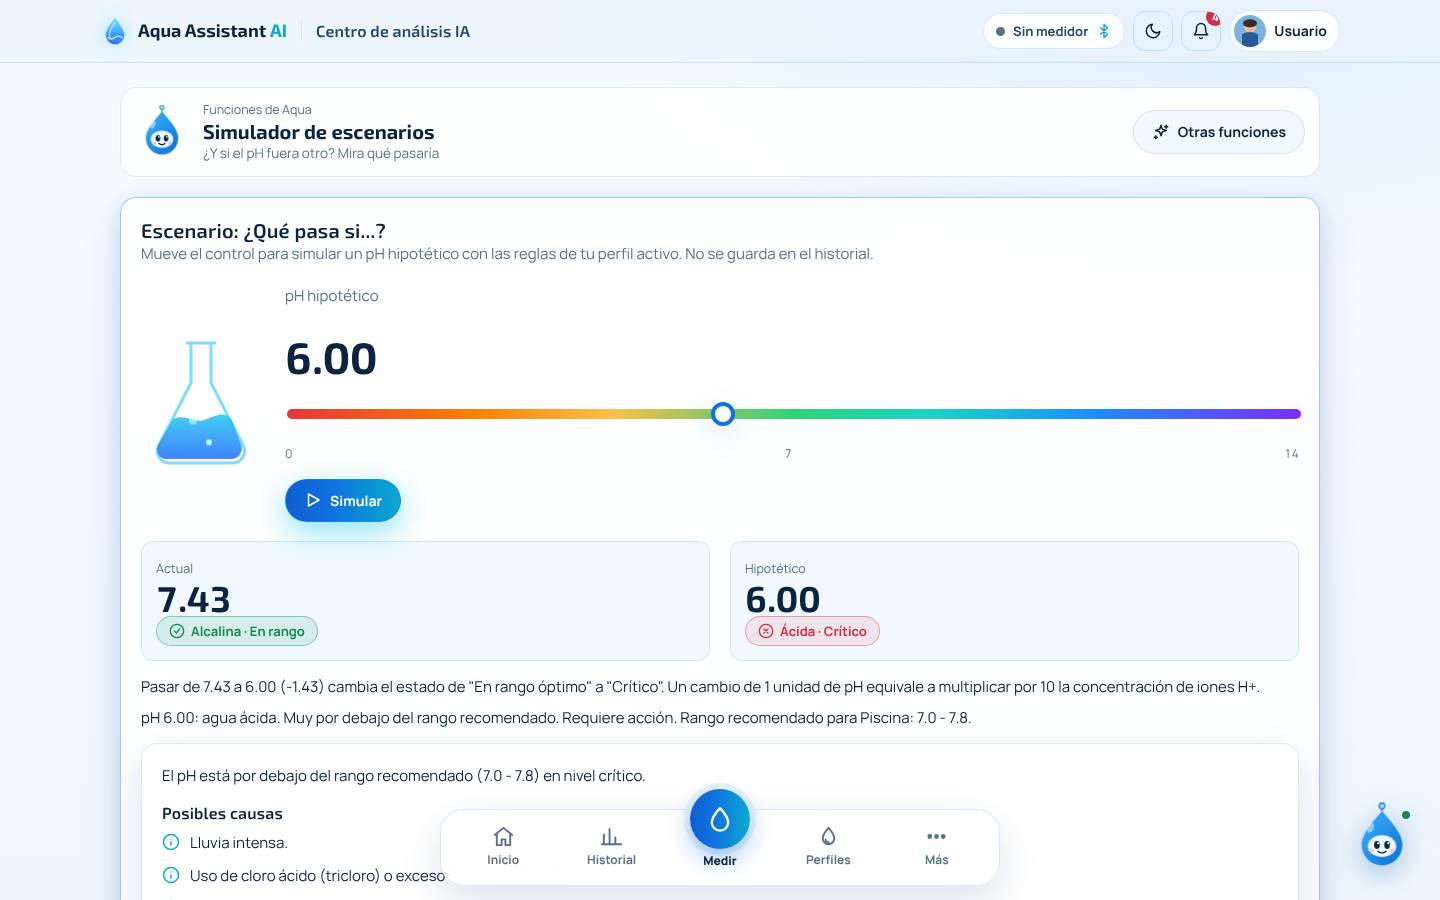 Aqua Assistant AI
Centro de análisis IA
Sin medidor
4
Usuario
Funciones de Aqua
Simulador de escenarios
¿Y si el pH fuera otro? Mira qué pasaría
Otras funciones
Escenario: ¿Qué pasa si...?
Mueve el control para simular un pH hipotético con las reglas de tu perfil activo. No se guarda en el historial.
pH hipotético
6.00
0 7 14
Simular
Actual
7.43
Alcalina · En rango
Hipotético
6.00
Ácida · Crítico
Pasar de 7.43 a 6.00 (-1.43) cambia el estado de "En rango óptimo" a "Crítico". Un cambio de 1 unidad de pH equivale a multiplicar por 10 la concentración de iones H+.
pH 6.00: agua ácida. Muy por debajo del rango recomendado. Requiere acción. Rango recomendado para Piscina: 7.0 - 7.8.
El pH está por debajo del rango recomendado (7.0 - 7.8) en nivel crítico.
Posibles causas
Lluvia intensa.
Uso de cloro ácido (tricloro) o exceso
Inicio
Historial
Medir
Perfiles
Más